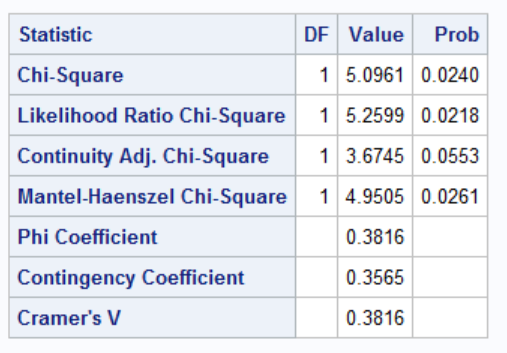 Statistic DF Value Prob
Chi-Square 1 5.0961 0.0240
Likelihood Ratio Chi-Square 1 5.2599 0.0218
Continuity Adj. Chi-Square 1 3.6745 0.0553
Mantel-Haenszel Chi-Square 1 4.9505 0.0261
Phi Coefficient 0.3816
Contingency Coefficient 0.3565
Cramer's V 0.3816